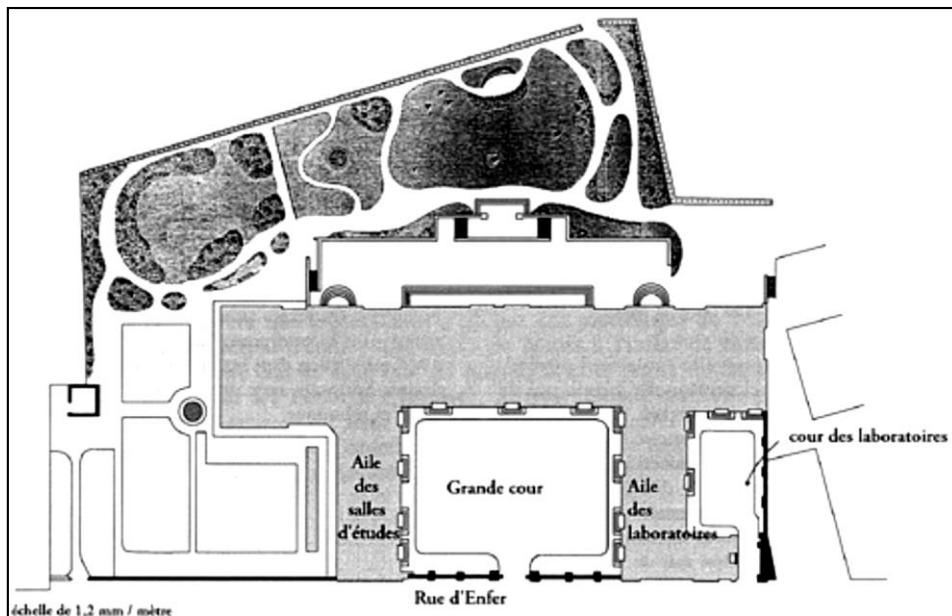 cour des laboratoires
Aile
des
salles
d'études
Grande cour
Aile
des
laboratoires
Rue d'Enfer
échelle de 1,2 mm / mètre